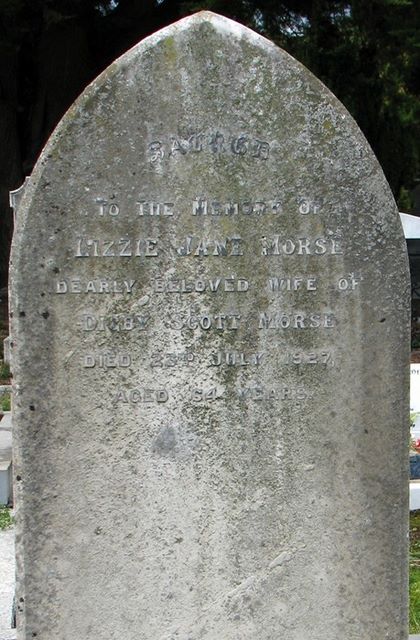 SACRED
TO THE MEMORY OF
LIZZIE JANE MORSE
DEARLY BELOVED WIFE OF
DIGBY SCOTT MORSE
DIED 23RD JULY 1927,
AGED 64 YEARS.